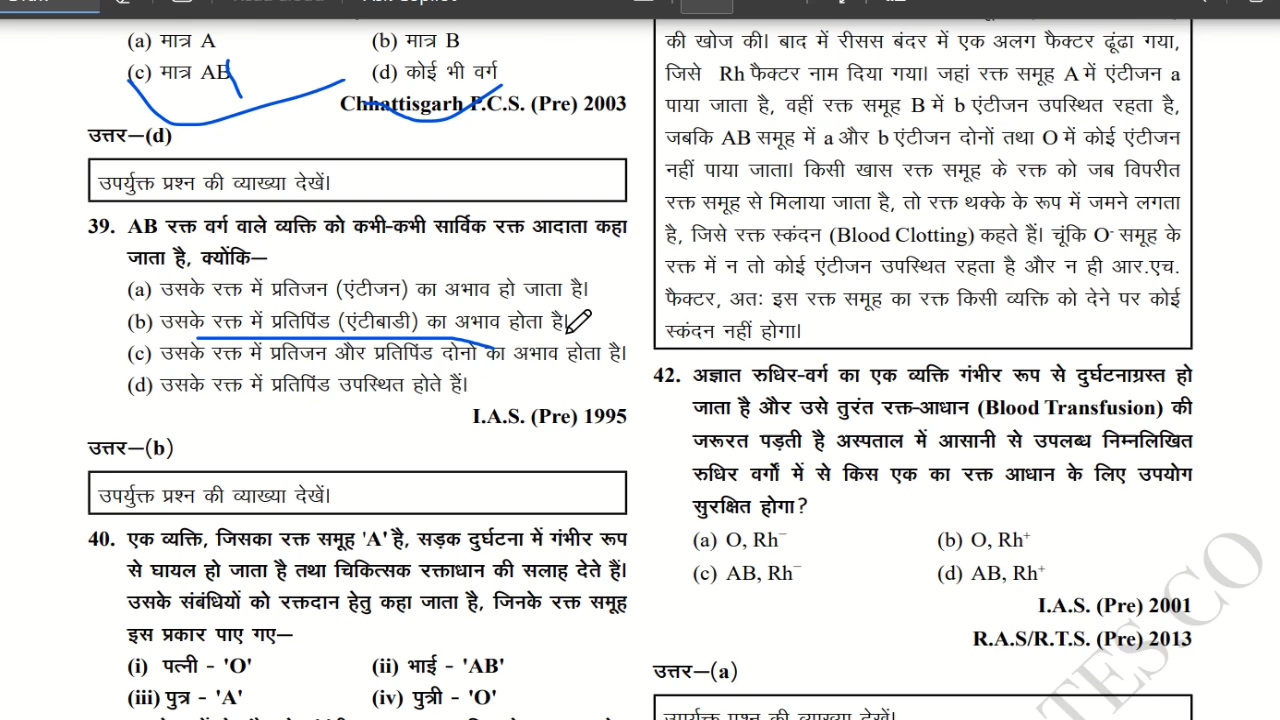 (a) मात्र A (b) मात्र B
(c) मात्र AB (d) कोई भी वर्ग
Chhattisgarh P.C.S. (Pre) 2003
उत्तर–(d)
उपर्युक्त प्रश्न की व्याख्या देखें।
39. AB रक्त वर्ग वाले व्यक्ति को कभी-कभी सार्विक रक्त आदाता कहा
जाता है, क्योंकि–
(a) उसके रक्त में प्रतिजन (एंटीजन) का अभाव हो जाता है।
(b) उसके रक्त में प्रतिपिंड (एंटीबाडी) का अभाव होता है।
(c) उसके रक्त में प्रतिजन और प्रतिपिंड दोनों का अभाव होता है।
(d) उसके रक्त में प्रतिपिंड उपस्थित होते हैं।
I.A.S. (Pre) 1995
उत्तर–(b)
उपर्युक्त प्रश्न की व्याख्या देखें।
40. एक व्यक्ति, जिसका रक्त समूह 'A' है, सड़क दुर्घटना में गंभीर रूप
से घायल हो जाता है तथा चिकित्सक रक्ताधान की सलाह देते हैं।
उसके संबंधियों को रक्तदान हेतु कहा जाता है, जिनके रक्त समूह
इस प्रकार पाए गए–
(i) पत्नी - 'O' (ii) भाई - 'AB'
(iii) पुत्र - 'A' (iv) पुत्री - 'O'
की खोज की। बाद में रीसस बंदर में एक अलग फैक्टर ढूंढा गया,
जिसे Rh फैक्टर नाम दिया गया। जहां रक्त समूह A में एंटीजन a
पाया जाता है, वहीं रक्त समूह B में b एंटीजन उपस्थित रहता है,
जबकि AB समूह में a और b एंटीजन दोनों तथा O में कोई एंटीजन
नहीं पाया जाता। किसी खास रक्त समूह के रक्त को जब विपरीत
रक्त समूह से मिलाया जाता है, तो रक्त थक्के के रूप में जमने लगता
है, जिसे रक्त स्कंदन (Blood Clotting) कहते हैं। चूंकि O⁻ समूह के
रक्त में न तो कोई एंटीजन उपस्थित रहता है और न ही आर.एच.
फैक्टर, अतः इस रक्त समूह का रक्त किसी व्यक्ति को देने पर कोई
स्कंदन नहीं होगा।
42. अज्ञात रुधिर-वर्ग का एक व्यक्ति गंभीर रूप से दुर्घटनाग्रस्त हो
जाता है और उसे तुरंत रक्त-आधान (Blood Transfusion) की
जरूरत पड़ती है अस्पताल में आसानी से उपलब्ध निम्नलिखित
रुधिर वर्गों में से किस एक का रक्त आधान के लिए उपयोग
सुरक्षित होगा?
(a) O, Rh⁻ (b) O, Rh⁺
(c) AB, Rh⁻ (d) AB, Rh⁺
I.A.S. (Pre) 2001
R.A.S/R.T.S. (Pre) 2013
उत्तर–(a)
उपर्युक्त प्रश्न की व्याख्या देखें।
TES CO